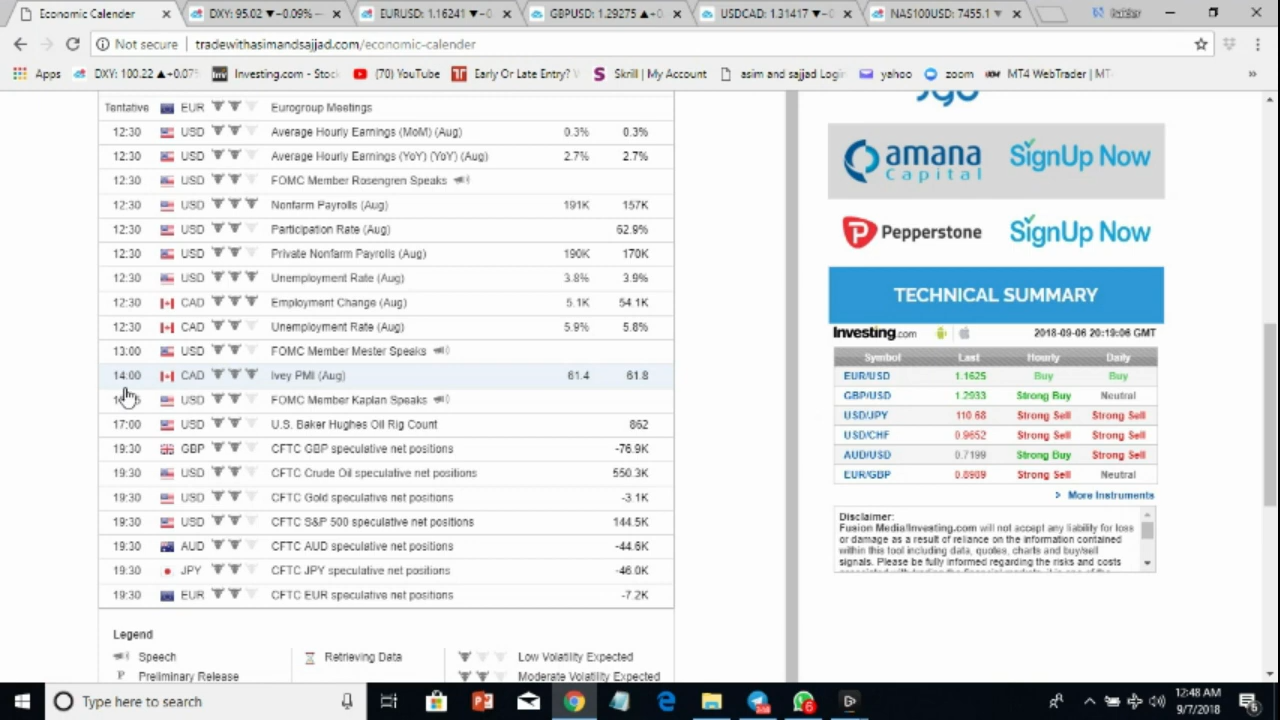 Economic Calender
DXY: 95.02 ▼−0.09% —
EURUSD: 1.16241 ▼−0
GBPUSD: 1.29275 ▲+0
USDCAD: 1.31417 ▼−0
NAS100USD: 7455.1 ▼
Not secure | tradewithasimandsajjad.com/economic-calender
Apps DXY: 100.22 ▲+0.07% Investing.com - Stoc (70) YouTube Early Or Late Entry? Skrill | My Account asim and sajjad Login yahoo zoom MT4 WebTrader | MT »
Tentative EUR Eurogroup Meetings
12:30 USD Average Hourly Earnings (MoM) (Aug) 0.3% 0.3%
12:30 USD Average Hourly Earnings (YoY) (YoY) (Aug) 2.7% 2.7%
12:30 USD FOMC Member Rosengren Speaks
12:30 USD Nonfarm Payrolls (Aug) 191K 157K
12:30 USD Participation Rate (Aug) 62.9%
12:30 USD Private Nonfarm Payrolls (Aug) 190K 170K
12:30 USD Unemployment Rate (Aug) 3.8% 3.9%
12:30 CAD Employment Change (Aug) 5.1K 54.1K
12:30 CAD Unemployment Rate (Aug) 5.9% 5.8%
13:00 USD FOMC Member Mester Speaks
14:00 CAD Ivey PMI (Aug) 61.4 61.8
USD FOMC Member Kaplan Speaks
17:00 USD U.S. Baker Hughes Oil Rig Count 862
19:30 GBP CFTC GBP speculative net positions -76.9K
19:30 USD CFTC Crude Oil speculative net positions 550.3K
19:30 USD CFTC Gold speculative net positions -3.1K
19:30 USD CFTC S&P 500 speculative net positions 144.5K
19:30 AUD CFTC AUD speculative net positions -44.6K
19:30 JPY CFTC JPY speculative net positions -46.0K
19:30 EUR CFTC EUR speculative net positions -7.2K
Legend
Speech Retrieving Data Low Volatility Expected
P Preliminary Release Moderate Volatility Expected
amana capital SignUp Now
Pepperstone SignUp Now
TECHNICAL SUMMARY
Investing.com 2018-09-06 20:19:06 GMT
Symbol Last Hourly Daily
EUR/USD 1.1625 Buy Buy
GBP/USD 1.2933 Strong Buy Neutral
USD/JPY 110.68 Strong Sell Strong Sell
USD/CHF 0.9652 Strong Sell Strong Sell
AUD/USD 0.7199 Strong Buy Strong Sell
EUR/GBP 0.8989 Strong Sell Neutral
> More Instruments
Disclaimer:
Fusion Media/Investing.com will not accept any liability for loss
or damage as a result of reliance on the information contained
within this tool including data, quotes, charts and buy/sell
signals. Please be fully informed regarding the risks and costs
Type here to search
12:48 AM
9/7/2018